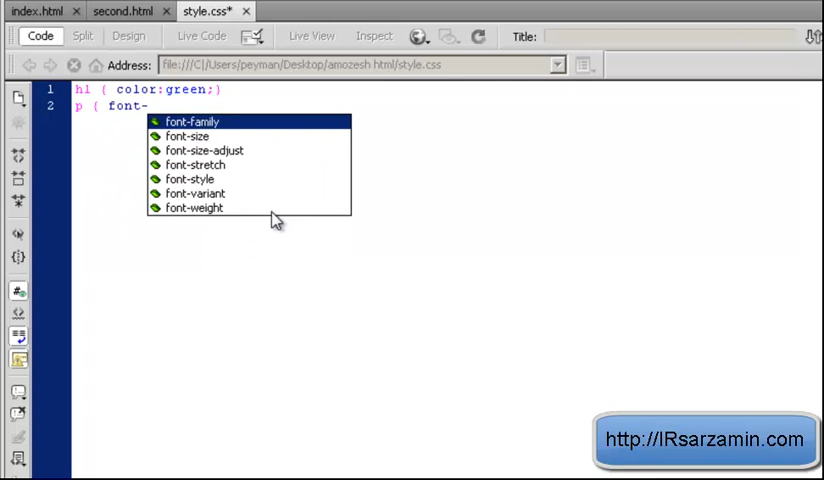 index.html × second.html × style.css* ×
Code Split Design Live Code Live View Inspect Title:
Address: file:///C|/Users/peyman/Desktop/amozesh html/style.css
1 h1 { color:green;}
2 p { font-
font-family
font-size
font-size-adjust
font-stretch
font-style
font-variant
font-weight
http://IRsarzamin.com